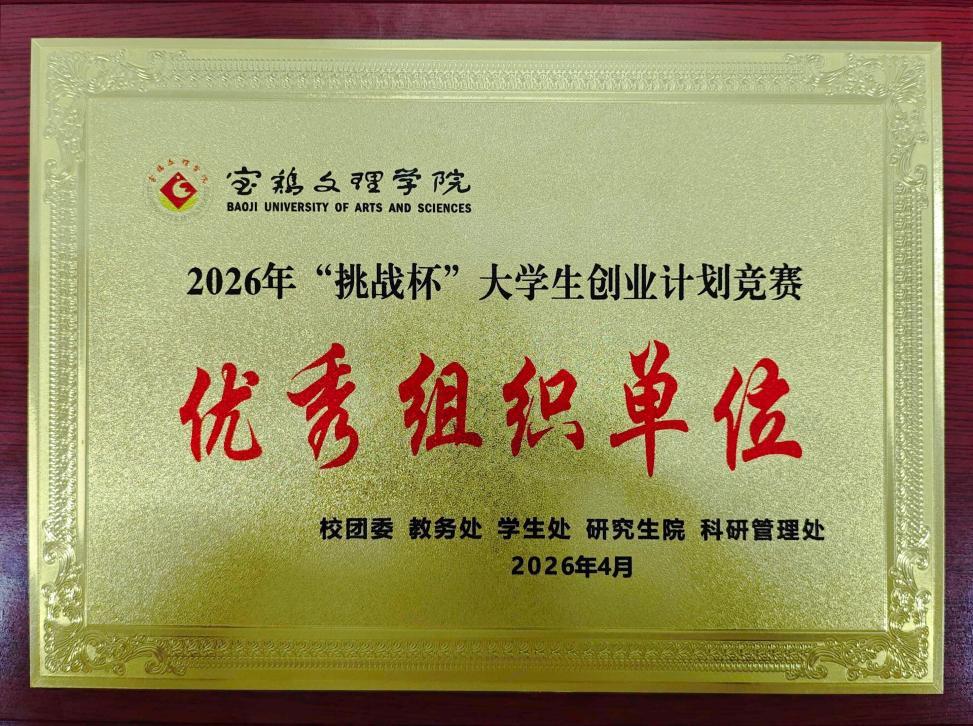 宝鸡文理学院
BAOJI UNIVERSITY OF ARTS AND SCIENCES
2026年“挑战杯”大学生创业计划竞赛
优秀组织单位
校团委 教务处 学生处 研究生院 科研管理处
2026年4月